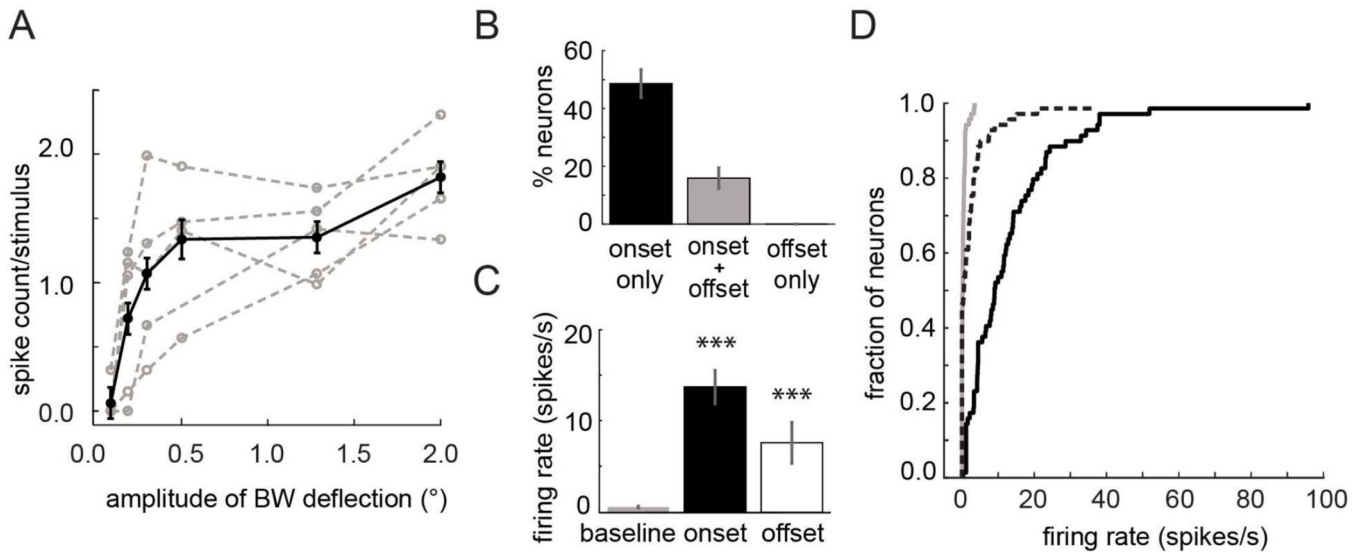 A
spike count/stimulus
2.0
1.0
0.0
0.0 0.5 1.0 1.5 2.0
amplitude of BW deflection (°)
B
% neurons
60
40
20
0
onset only
onset + offset
offset only
C
firing rate (spikes/s)
20
10
0
***
***
baseline onset offset
D
fraction of neurons
1.0
0.8
0.6
0.4
0.2
0.0
0 20 40 60 80 100
firing rate (spikes/s)